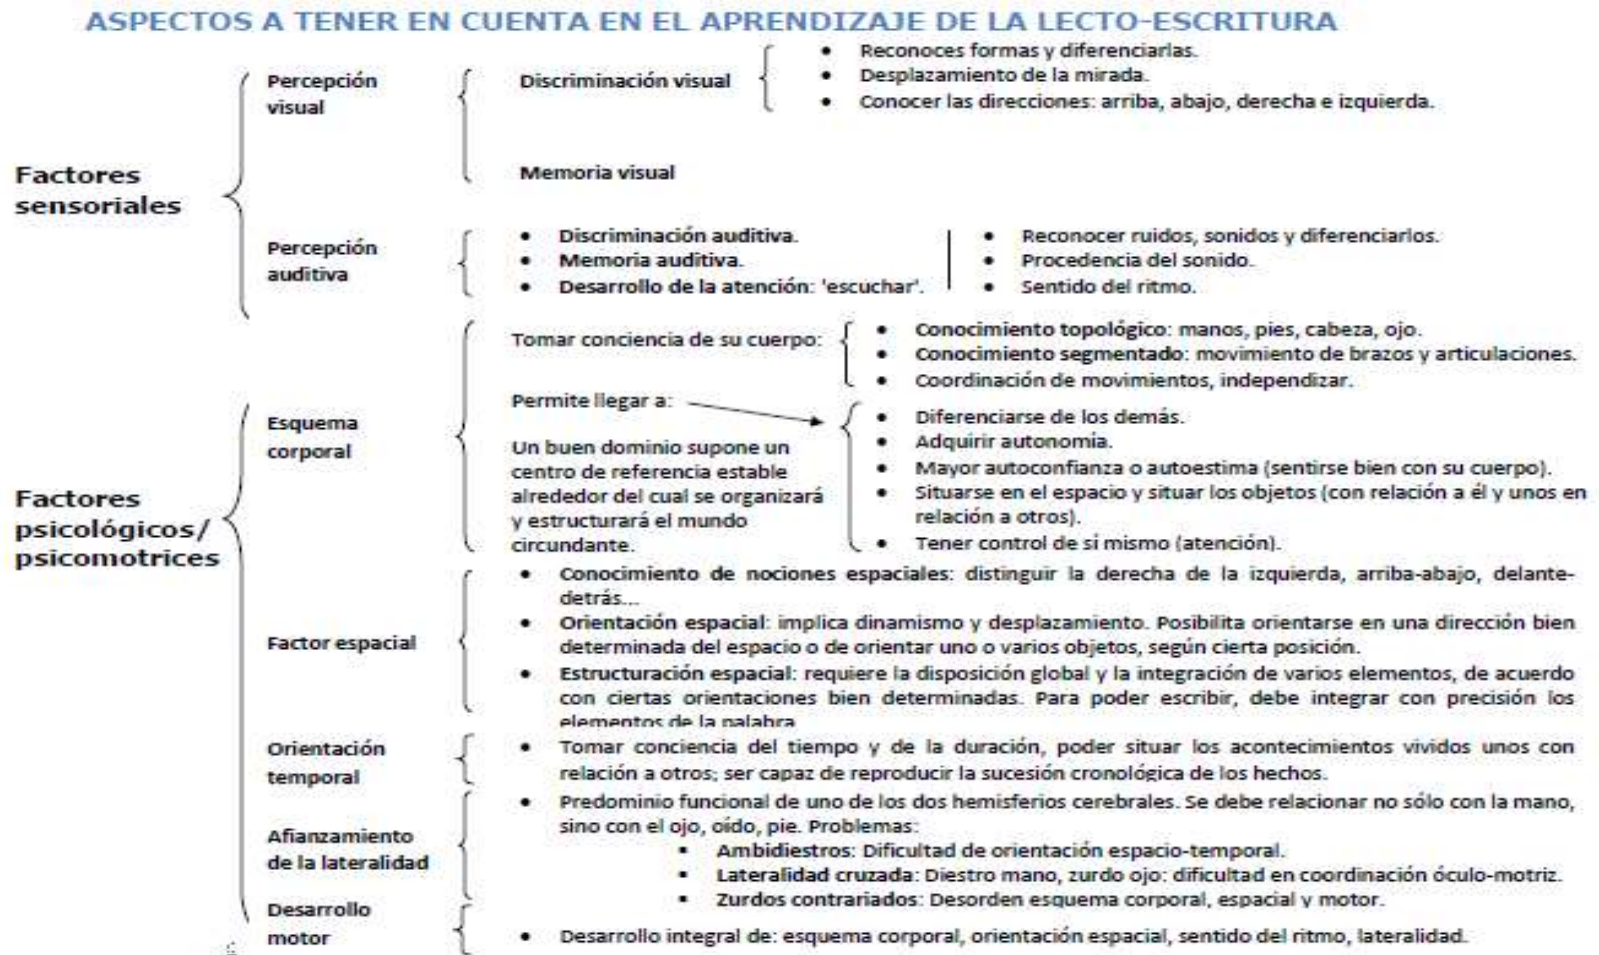 ASPECTOS A TENER EN CUENTA EN EL APRENDIZAJE DE LA LECTO-ESCRITURA
Factores
sensoriales
Percepción
visual
Discriminación visual
• Reconoces formas y diferenciarlas.
• Desplazamiento de la mirada.
• Conocer las direcciones: arriba, abajo, derecha e izquierda.
Memoria visual
Percepción
auditiva
• Discriminación auditiva.
• Memoria auditiva.
• Desarrollo de la atención: 'escuchar'.
• Reconocer ruidos, sonidos y diferenciarlos.
• Procedencia del sonido.
• Sentido del ritmo.
Factores
psicológicos/
psicomotrices
Esquema
corporal
Tomar conciencia de su cuerpo:
• Conocimiento topológico: manos, pies, cabeza, ojo.
• Conocimiento segmentado: movimiento de brazos y articulaciones.
• Coordinación de movimientos, independizar.
Permite llegar a:
Un buen dominio supone un
centro de referencia estable
alrededor del cual se organizará
y estructurará el mundo
circundante.
• Diferenciarse de los demás.
• Adquirir autonomía.
• Mayor autoconfianza o autoestima (sentirse bien con su cuerpo).
• Situarse en el espacio y situar los objetos (con relación a él y unos en
relación a otros).
• Tener control de sí mismo (atención).
Factor espacial
• Conocimiento de nociones espaciales: distinguir la derecha de la izquierda, arriba-abajo, delante-
detrás...
• Orientación espacial: implica dinamismo y desplazamiento. Posibilita orientarse en una dirección bien
determinada del espacio o de orientar uno o varios objetos, según cierta posición.
• Estructuración espacial: requiere la disposición global y la integración de varios elementos, de acuerdo
con ciertas orientaciones bien determinadas. Para poder escribir, debe integrar con precisión los
elementos de la palabra
Orientación
temporal
• Tomar conciencia del tiempo y de la duración, poder situar los acontecimientos vividos unos con
relación a otros; ser capaz de reproducir la sucesión cronológica de los hechos.
Afianzamiento
de la lateralidad
• Predominio funcional de uno de los dos hemisferios cerebrales. Se debe relacionar no sólo con la mano,
sino con el ojo, oído, pie. Problemas:
▪ Ambidiestros: Dificultad de orientación espacio-temporal.
▪ Lateralidad cruzada: Diestro mano, zurdo ojo: dificultad en coordinación óculo-motriz.
▪ Zurdos contrariados: Desorden esquema corporal, espacial y motor.
Desarrollo
motor
• Desarrollo integral de: esquema corporal, orientación espacial, sentido del ritmo, lateralidad.